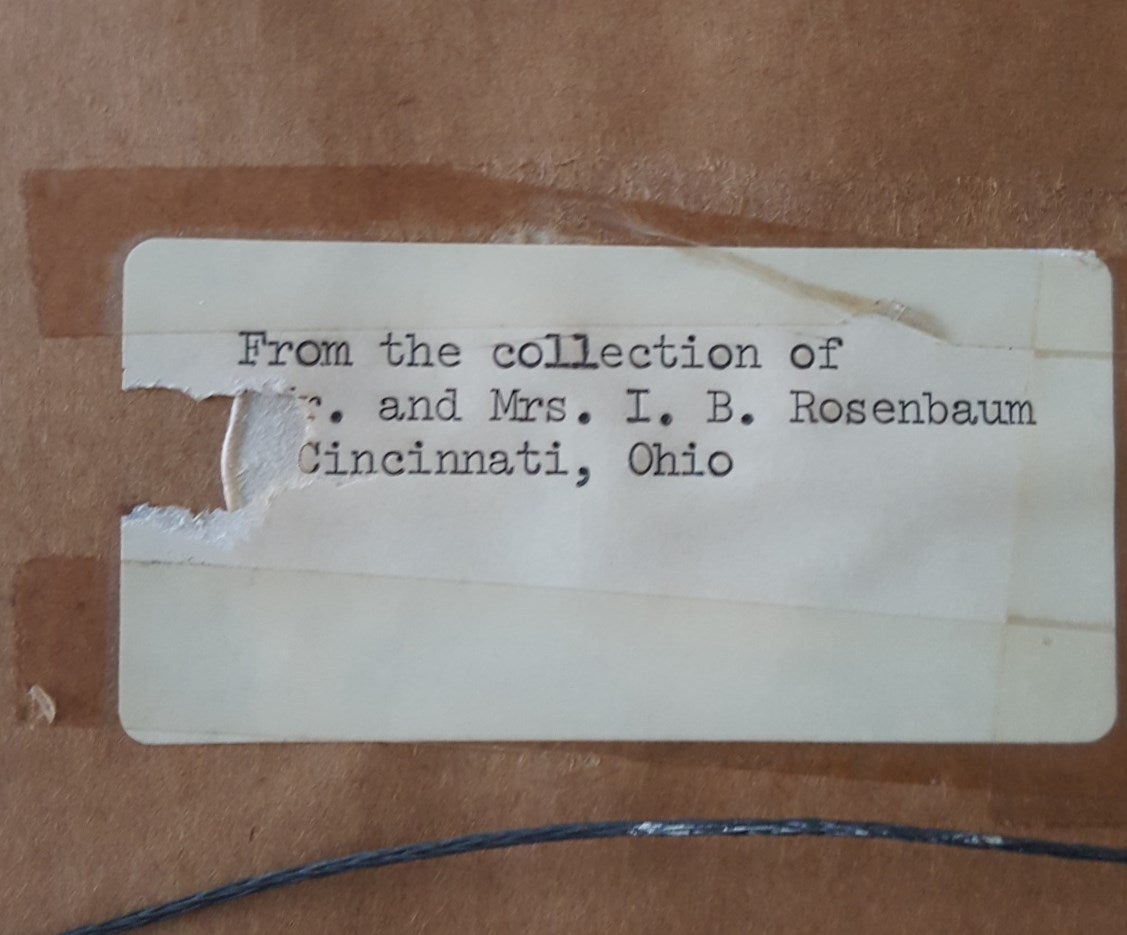 From the collection of
r. and Mrs. I. B. Rosenbaum
Cincinnati, Ohio